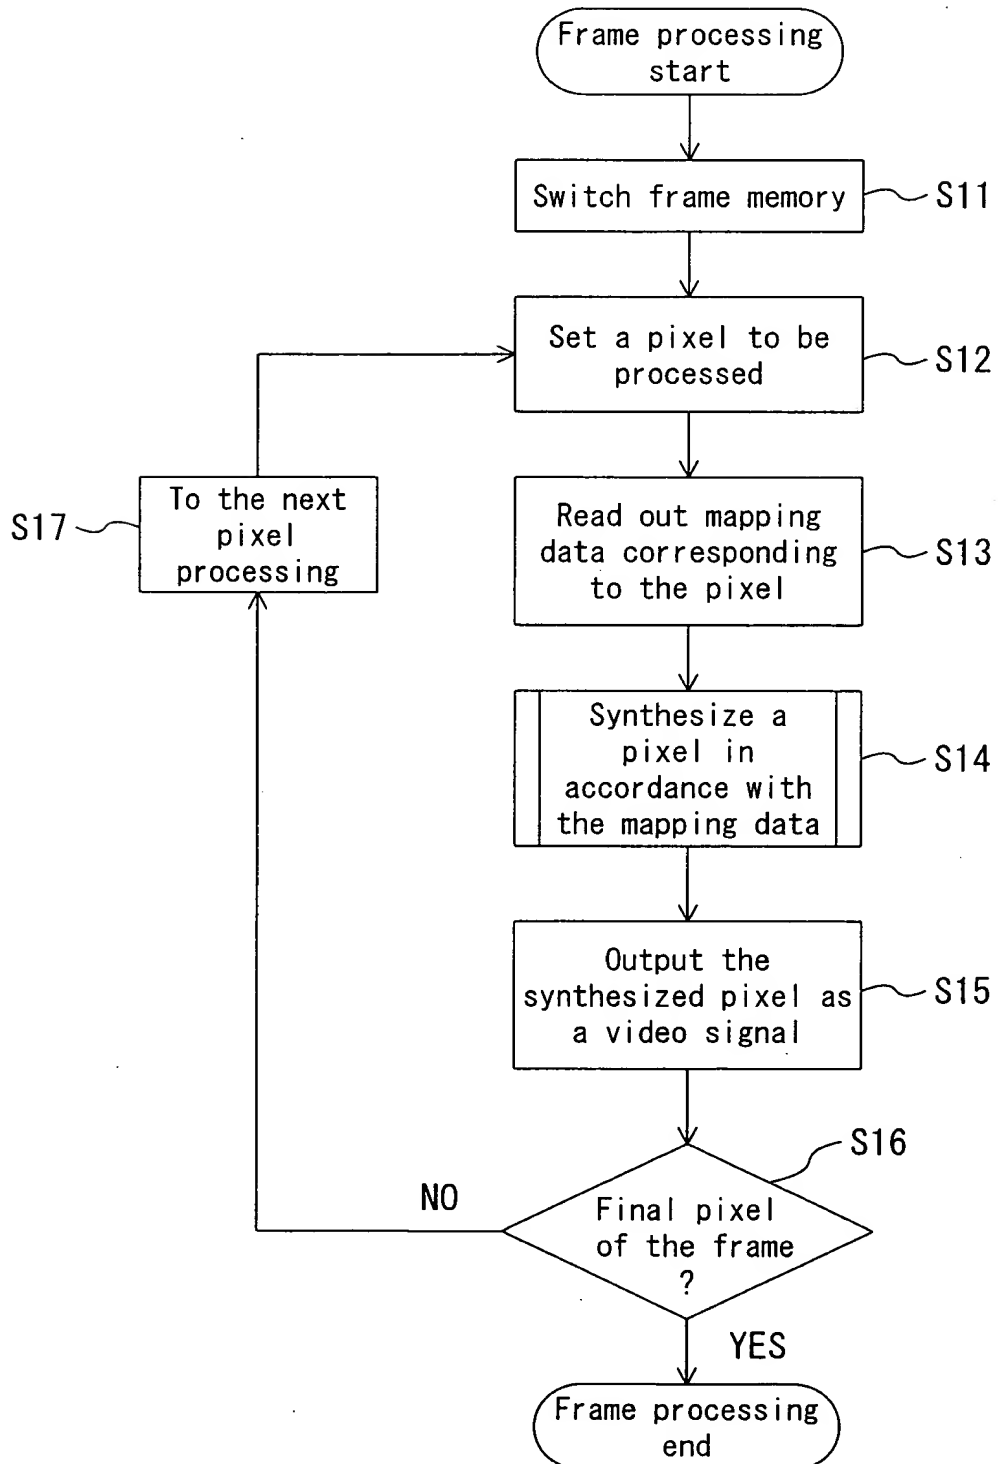 Frame processing
start
Switch frame memory
S11
Set a pixel to be
processed
S12
To the next
pixel
processing
S17
Read out mapping
data corresponding
to the pixel
S13
Synthesize a
pixel in
accordance with
the mapping data
S14
Output the
synthesized pixel as
a video signal
S15
S16
NO
Final pixel
of the frame
?
YES
Frame processing
end